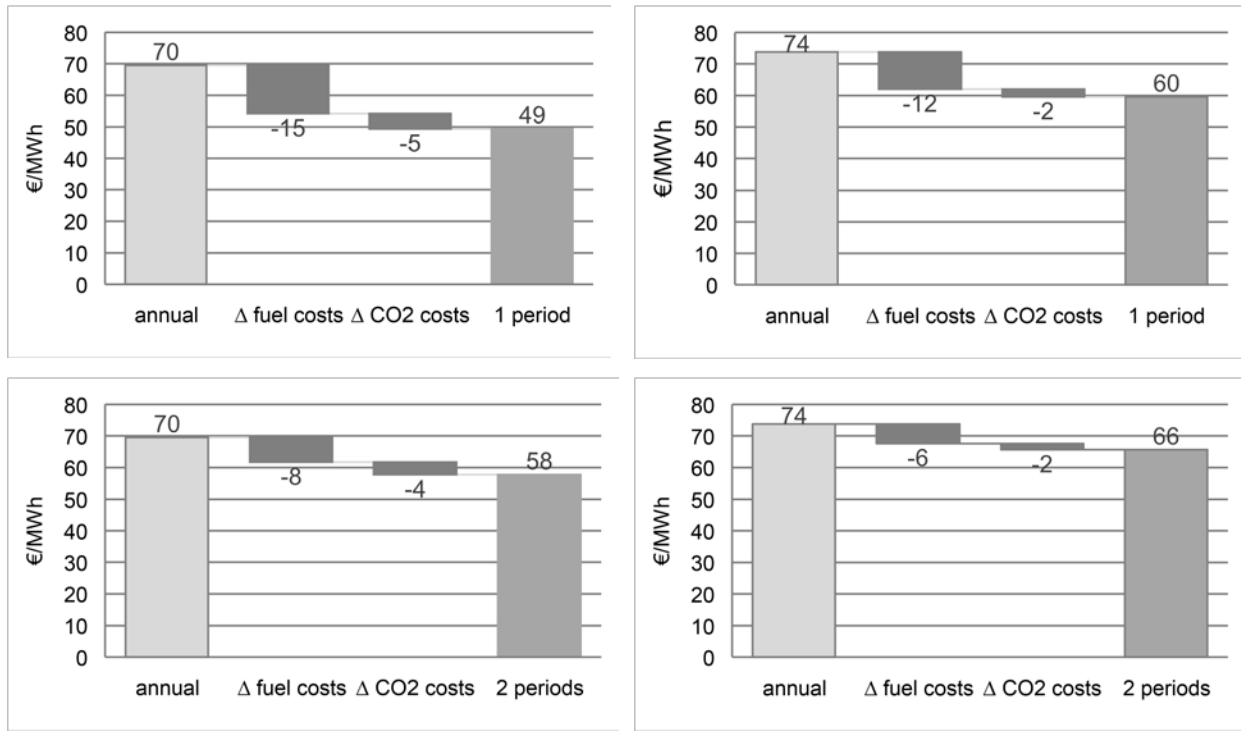 80
70
60
50
40
30
20
10
0
€/MWh
70
-15
-5
49
annual
Δ fuel costs
Δ CO2 costs
1 period
80
70
60
50
40
30
20
10
0
€/MWh
74
-12
-2
60
annual
Δ fuel costs
Δ CO2 costs
1 period
80
70
60
50
40
30
20
10
0
€/MWh
70
-8
-4
58
annual
Δ fuel costs
Δ CO2 costs
2 periods
80
70
60
50
40
30
20
10
0
€/MWh
74
-6
-2
66
annual
Δ fuel costs
Δ CO2 costs
2 periods